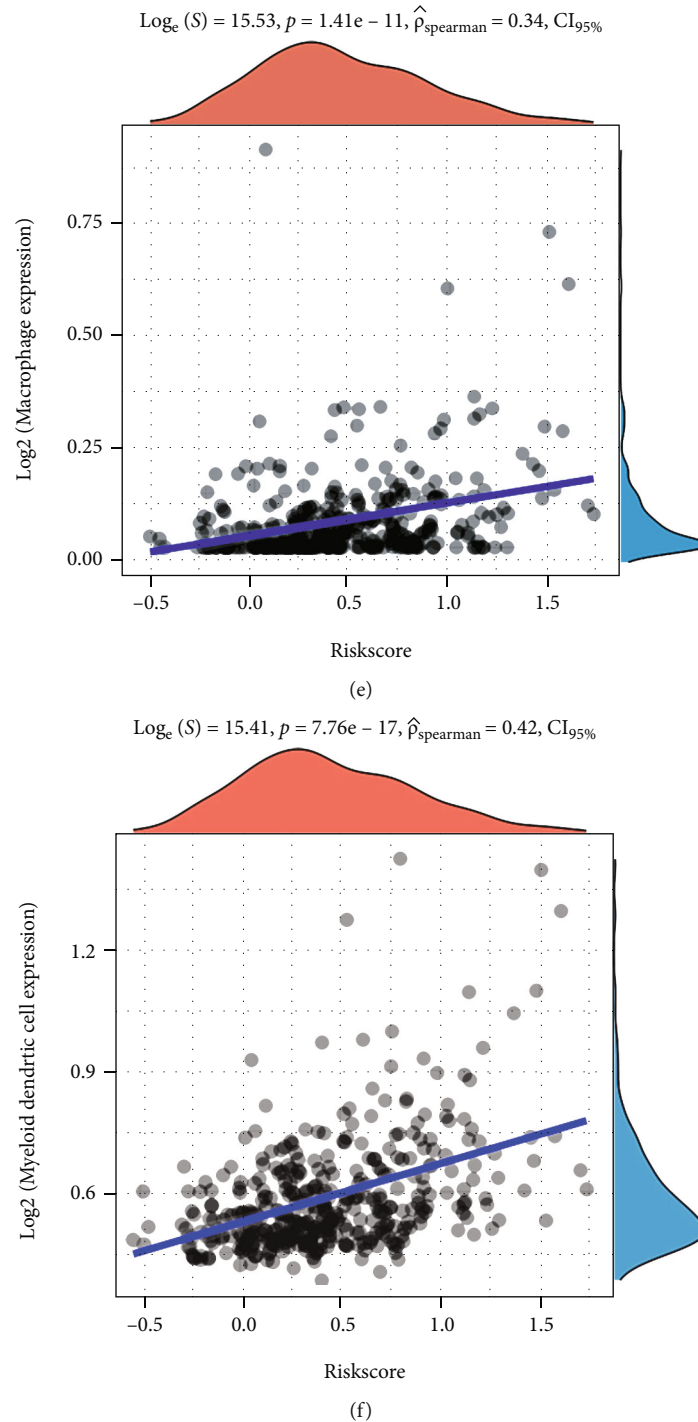 Logₑ (S) = 15.53, p = 1.41e – 11, ρ̂spearman = 0.34, CI95%
Log2 (Macrophage expression)
0.75
0.50
0.25
0.00
–0.5 0.0 0.5 1.0 1.5
Riskscore
(e)
Logₑ (S) = 15.41, p = 7.76e – 17, ρ̂spearman = 0.42, CI95%
Log2 (Myeloid dendrtic cell expression)
1.2
0.9
0.6
–0.5 0.0 0.5 1.0 1.5
Riskscore
(f)